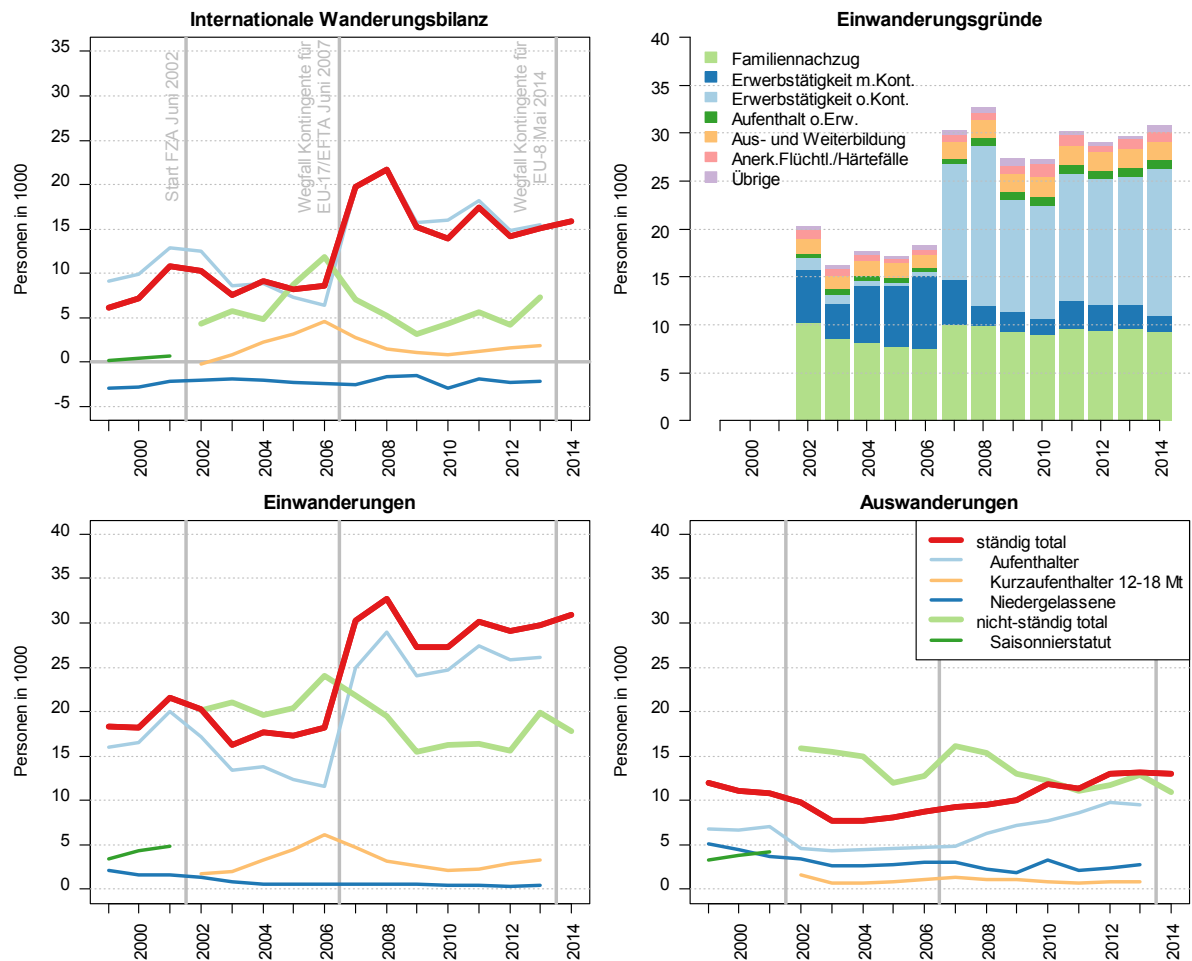 Internationale Wanderungsbilanz
Personen in 1000
35
30
25
20
15
10
5
0
-5
Start FZA Juni 2002
Wegfall Kontingente für
EU-17/EFTA Juni 2007
Wegfall Kontingente für
EU-8 Mai 2014
2000
2002
2004
2006
2008
2010
2012
2014
Einwanderungsgründe
Personen in 1000
40
35
30
25
20
15
10
5
0
Familiennachzug
Erwerbstätigkeit m.Kont.
Erwerbstätigkeit o.Kont.
Aufenthalt o.Erw.
Aus- und Weiterbildung
Anerk.Flüchtl./Härtefälle
Übrige
2000
2002
2004
2006
2008
2010
2012
2014
Einwanderungen
Personen in 1000
40
35
30
25
20
15
10
5
0
2000
2002
2004
2006
2008
2010
2012
2014
Auswanderungen
Personen in 1000
40
35
30
25
20
15
10
5
0
ständig total
Aufenthalter
Kurzaufenthalter 12-18 Mt
Niedergelassene
nicht-ständig total
Saisonnierstatut
2000
2002
2004
2006
2008
2010
2012
2014